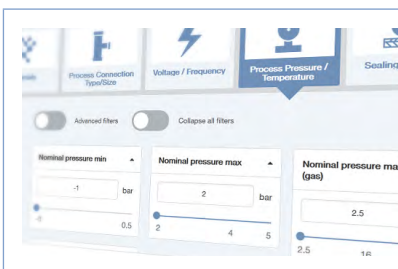 Process Connection
Type/Size
Voltage / Frequency
Process Pressure /
Temperature
Sealing
Advanced filters
Collapse all filters
Nominal pressure min
-1
bar
0.5
Nominal pressure max
2
bar
2
4
5
Nominal pressure ma
(gas)
2.5
2.5
16